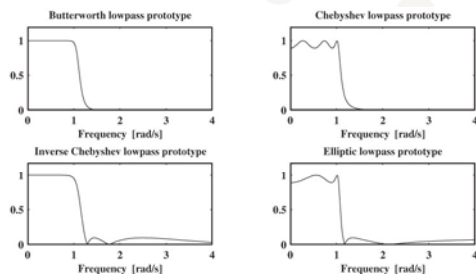 Butterworth lowpass prototype
1
0.5
0
0 1 2 3 4
Frequency [rad/s]
Chebyshev lowpass prototype
1
0.5
0
0 1 2 3 4
Frequency [rad/s]
Inverse Chebyshev lowpass prototype
1
0.5
0
0 1 2 3 4
Frequency [rad/s]
Elliptic lowpass prototype
1
0.5
0
0 1 2 3 4
Frequency [rad/s]